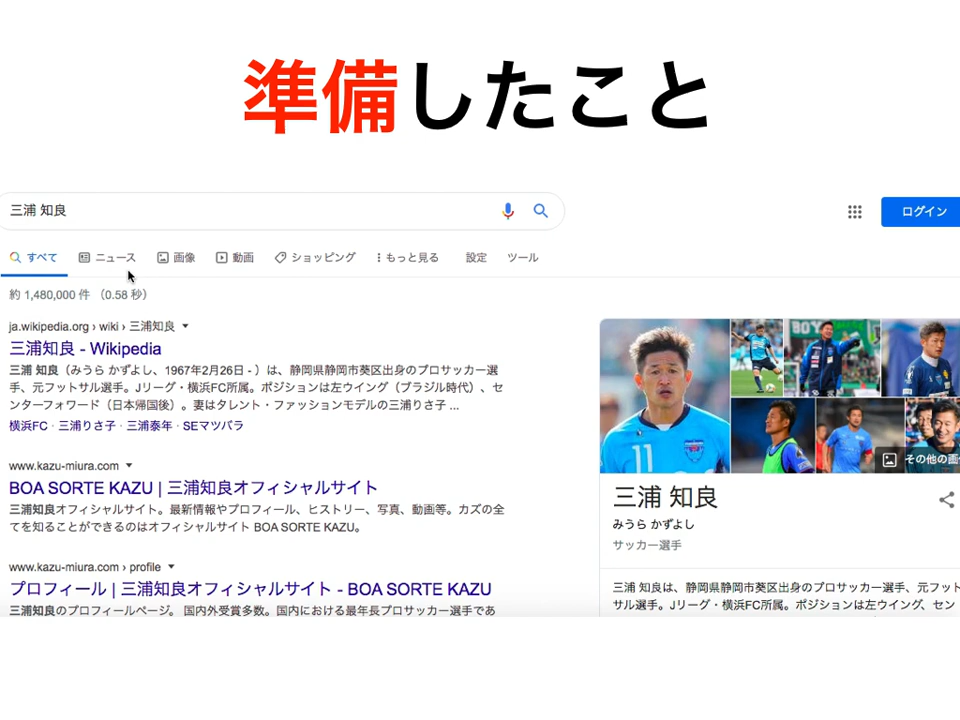 準備したこと
三浦 知良
ログイン
すべて ニュース 画像 動画 ショッピング もっと見る 設定 ツール
約 1,480,000 件 (0.58 秒)
ja.wikipedia.org › wiki › 三浦知良
三浦知良 - Wikipedia
三浦 知良（みうら かずよし、1967年2月26日 - ）は、静岡県静岡市葵区出身のプロサッカー選
手、元フットサル選手。Jリーグ・横浜FC所属。ポジションは左ウイング（ブラジル時代）、セ
ンターフォワード（日本帰国後）。妻はタレント・ファッションモデルの三浦りさ子 ...
横浜FC · 三浦りさ子 · 三浦泰年 · SEマツバラ
www.kazu-miura.com
BOA SORTE KAZU | 三浦知良オフィシャルサイト
三浦知良オフィシャルサイト。最新情報やプロフィール、ヒストリー、写真、動画等。カズの全
てを知ることができるのはオフィシャルサイト BOA SORTE KAZU。
www.kazu-miura.com › profile
プロフィール | 三浦知良オフィシャルサイト - BOA SORTE KAZU
三浦知良のプロフィールページ。 国内外受賞多数。国内における最年長プロサッカー選手であ
BOY
11
その他の画
三浦 知良
みうら かずよし
サッカー選手
三浦 知良は、静岡県静岡市葵区出身のプロサッカー選手、元フット
サル選手。Jリーグ・横浜FC所属。ポジションは左ウイング、セン